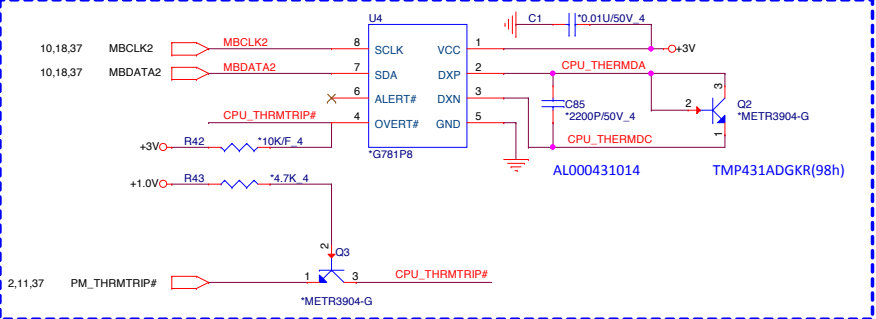 U4
C1 *0.01U/50V_4
10,18,37 MBCLK2 MBCLK2 8 SCLK VCC 1 +3V
10,18,37 MBDATA2 MBDATA2 7 SDA DXP 2 CPU_THERMDA
6 ALERT# DXN 3
CPU_THRMTRIP# 4 OVERT# GND 5
C85
*2200P/50V_4
3
2 Q2
*METR3904-G
1
CPU_THERMDC
+3V R42 *10K/F_4
*G781P8
AL000431014 TMP431ADGKR(98h)
+1.0V R43 *4.7K_4
2
Q3
2,11,37 PM_THRMTRIP# 1 3 CPU_THRMTRIP#
*METR3904-G